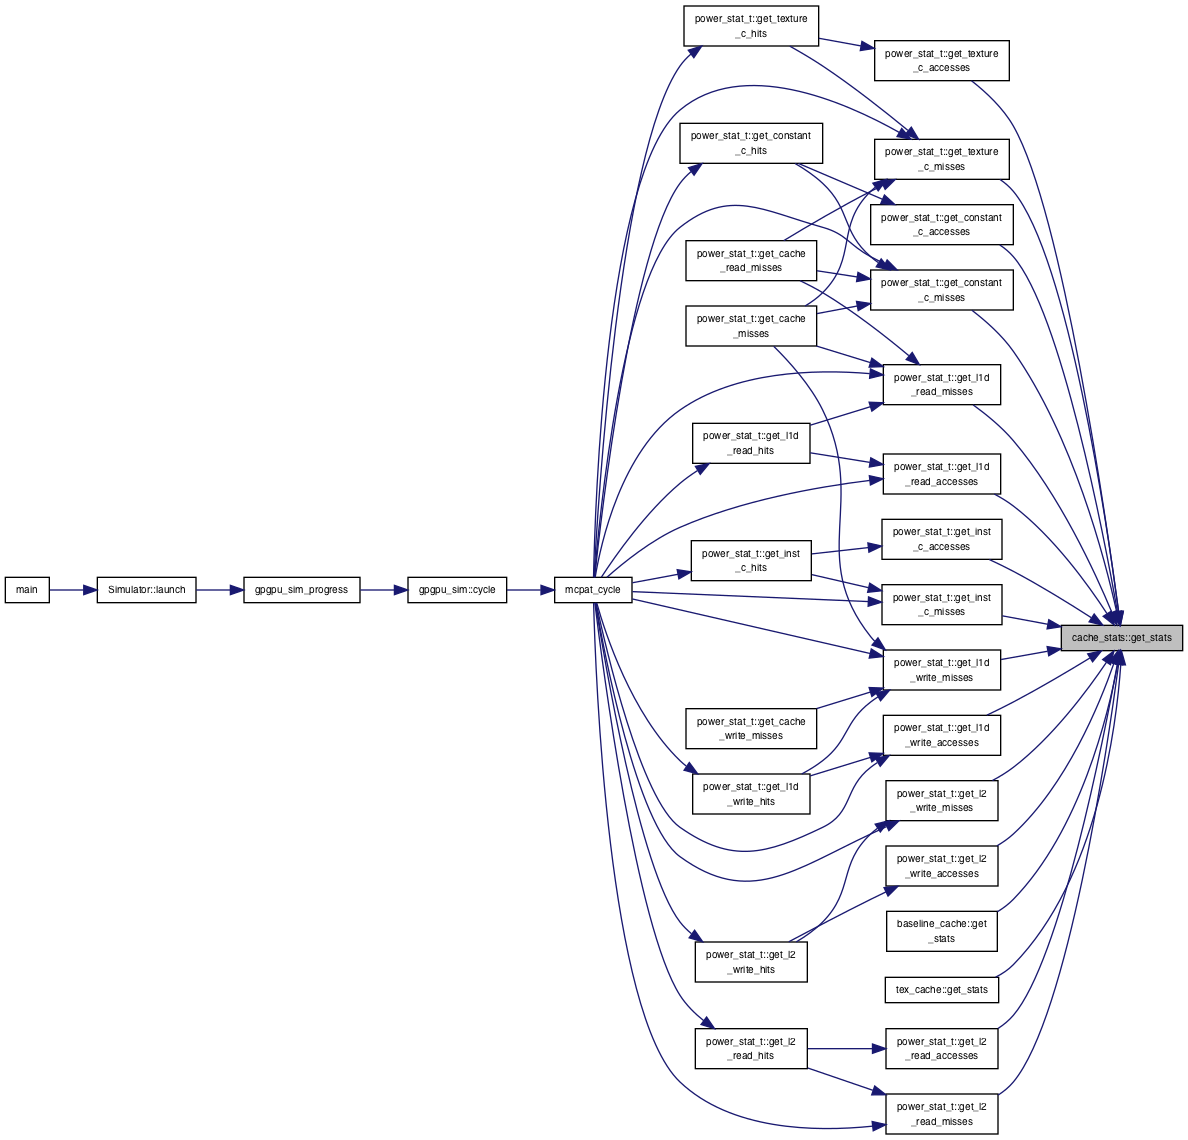 power_stat_t::get_texture
_c_hits
power_stat_t::get_texture
_c_accesses
power_stat_t::get_constant
_c_hits
power_stat_t::get_texture
_c_misses
power_stat_t::get_constant
_c_accesses
power_stat_t::get_cache
_read_misses
power_stat_t::get_constant
_c_misses
power_stat_t::get_cache
_misses
power_stat_t::get_l1d
_read_misses
power_stat_t::get_l1d
_read_hits
power_stat_t::get_l1d
_read_accesses
power_stat_t::get_inst
_c_accesses
power_stat_t::get_inst
_c_hits
main
Simulator::launch
gpgpu_sim_progress
gpgpu_sim::cycle
mcpat_cycle
power_stat_t::get_inst
_c_misses
cache_stats::get_stats
power_stat_t::get_l1d
_write_misses
power_stat_t::get_cache
_write_misses
power_stat_t::get_l1d
_write_accesses
power_stat_t::get_l1d
_write_hits
power_stat_t::get_l2
_write_misses
power_stat_t::get_l2
_write_accesses
baseline_cache::get
_stats
power_stat_t::get_l2
_write_hits
tex_cache::get_stats
power_stat_t::get_l2
_read_hits
power_stat_t::get_l2
_read_accesses
power_stat_t::get_l2
_read_misses